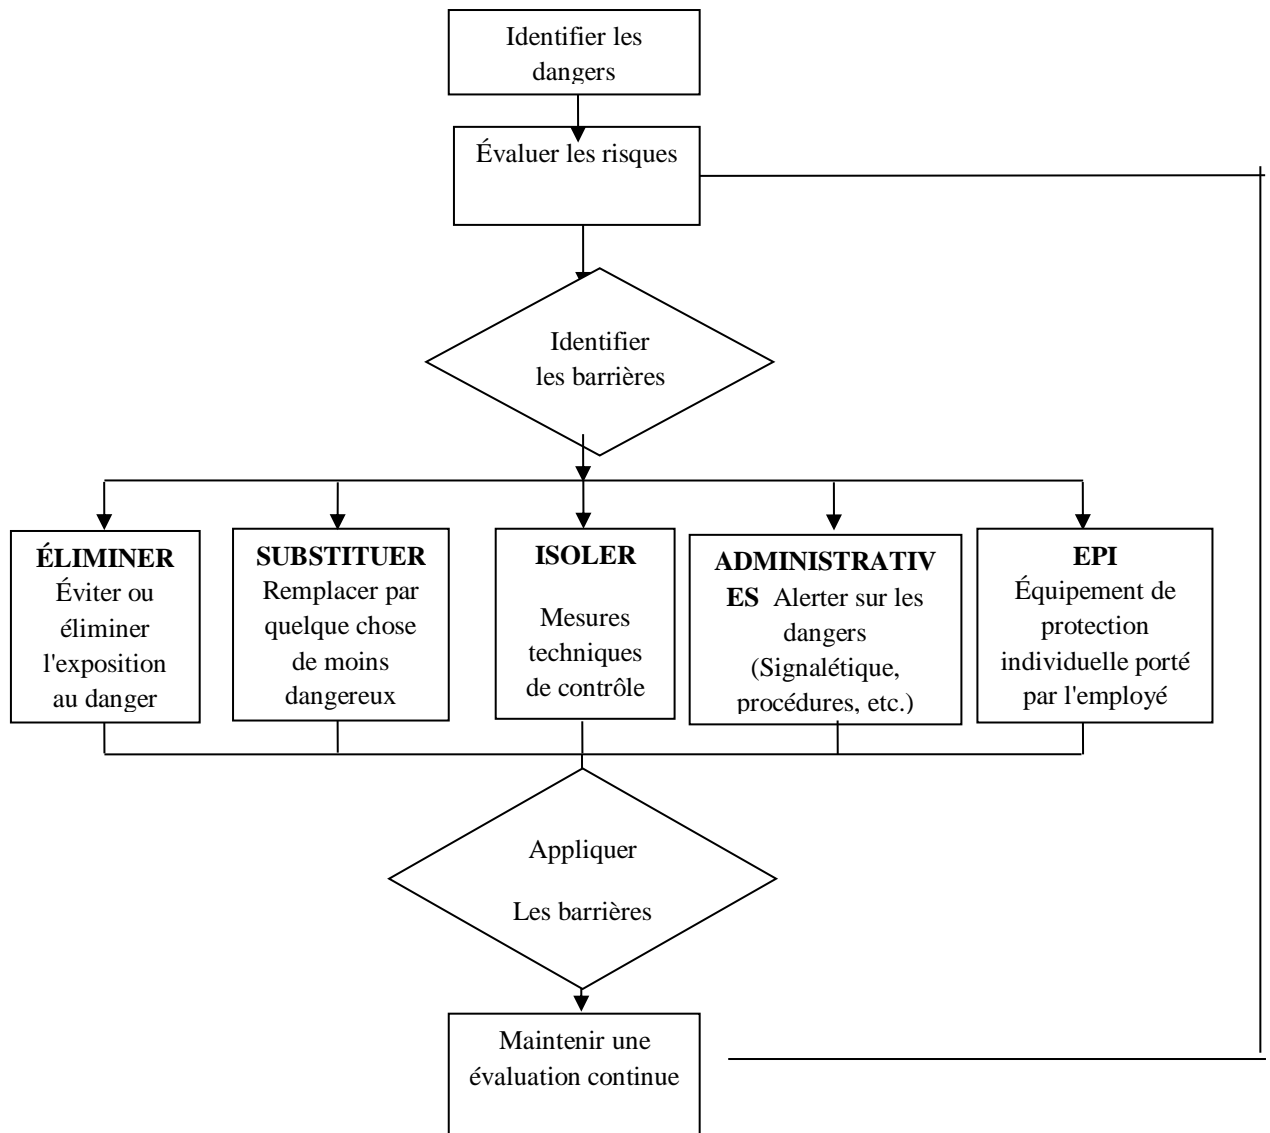 Identifier les
dangers
Évaluer les risques
Identifier
les barrières
ÉLIMINER
Éviter ou
éliminer
l'exposition
au danger
SUBSTITUER
Remplacer par
quelque chose
de moins
dangereux
ISOLER
Mesures
techniques
de contrôle
ADMINISTRATIV
ES Alerter sur les
dangers
(Signalétique,
procédures, etc.)
EPI
Équipement de
protection
individuelle porté
par l'employé
Appliquer
Les barrières
Maintenir une
évaluation continue